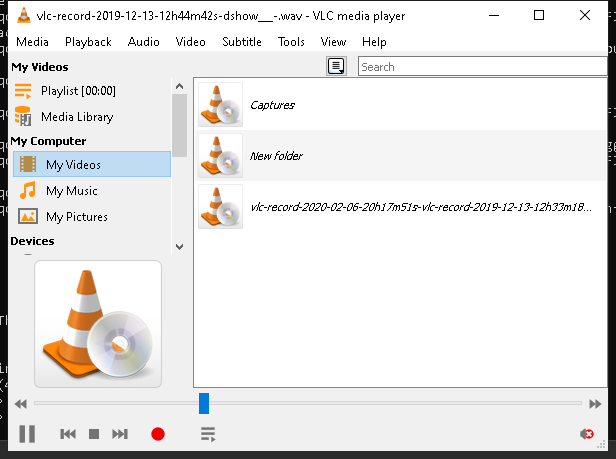 vlc-record-2019-12-13-12h44m42s-dshow___-.wav - VLC media player
Media Playback Audio Video Subtitle Tools View Help
My Videos
Search
Playlist [00:00]
Media Library
My Computer
My Videos
My Music
My Pictures
Devices
Captures
New folder
vlc-record-2020-02-06-20h17m51s-vlc-record-2019-12-13-12h33m18...